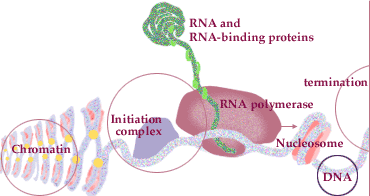 RNA and
RNA-binding proteins
termination
RNA polymerase
Initiation
complex
Chromatin
Nucleosome
DNA